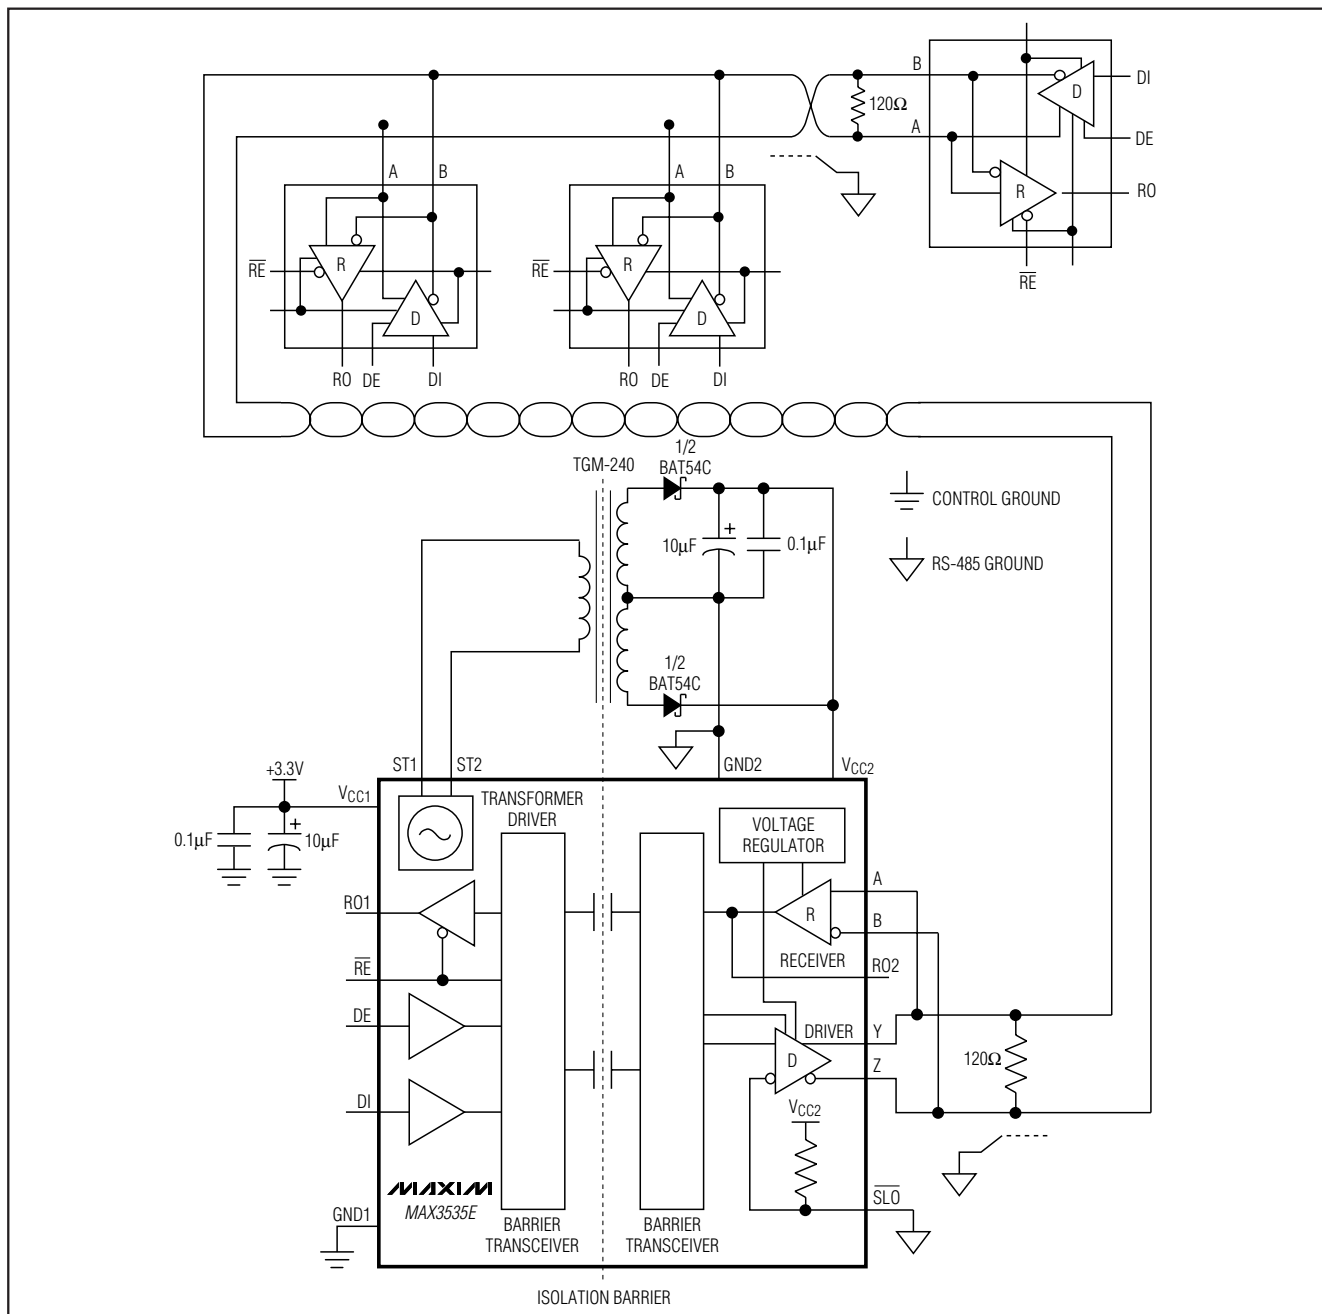 B
DI
D
120Ω
A
DE
A
B
A
B
R
RO
R
R
RE
RE
RE
D
D
RO
DE
DI
RO
DE
DI
1/2
BAT54C
TGM-240
CONTROL GROUND
+
10µF
0.1µF
RS-485 GROUND
1/2
BAT54C
ST1
ST2
GND2
VCC2
+3.3V
VCC1
TRANSFORMER
DRIVER
VOLTAGE
REGULATOR
+
0.1µF
10µF
A
RO1
R
B
RECEIVER
RE
RO2
DE
DRIVER
Y
D
120Ω
Z
DI
VCC2
MAXIM
MAX3535E
SLO
GND1
BARRIER
TRANSCEIVER
BARRIER
TRANSCEIVER
ISOLATION BARRIER